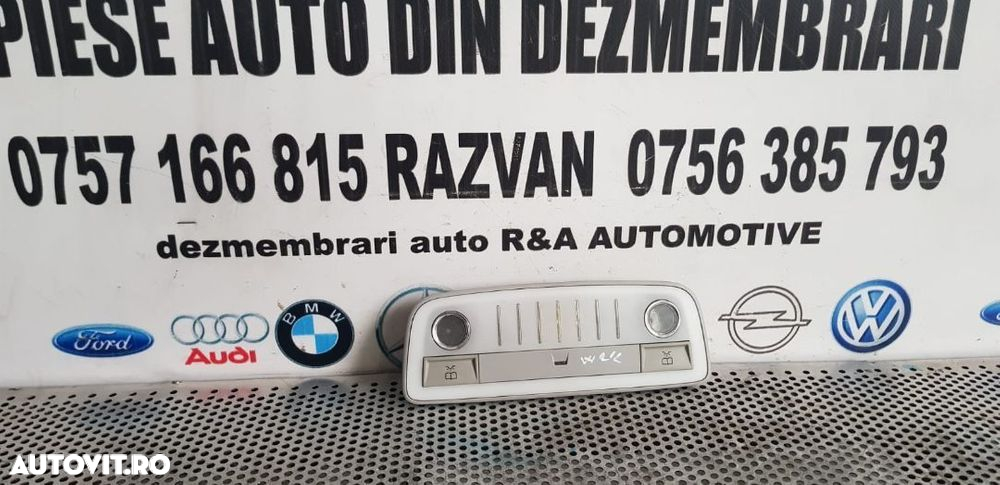 PIESE AUTO DIN DEZMEMBRARI
0757 166 815 RAZVAN 0756 385 793
dezmembrari auto R&A AUTOMOTIVE
Ford
Audi
BMW
AUTOVIT.RO